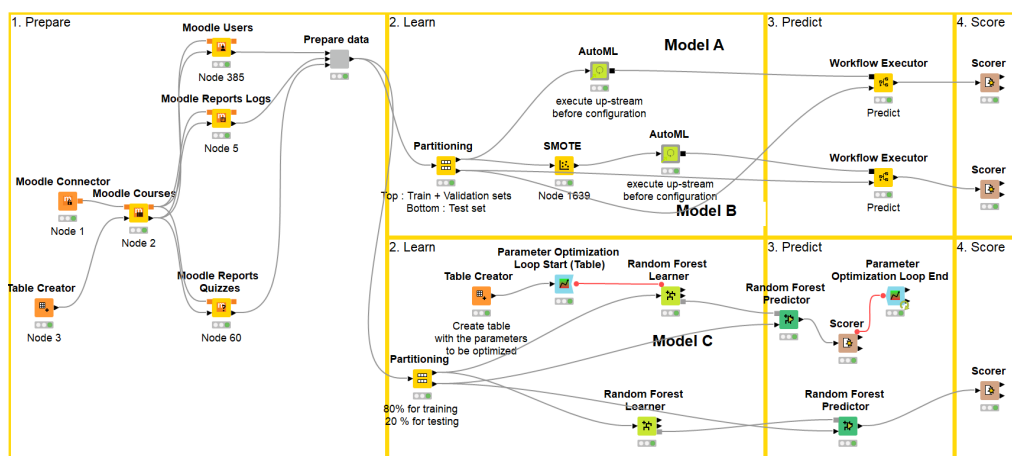 1. Prepare
Moodle Users
Node 385
Prepare data
Moodle Reports Logs
Node 5
Moodle Connector
Node 1
Moodle Courses
Node 2
Table Creator
Node 3
Moodle Reports
Quizzes
Node 60
2. Learn
Model A
AutoML
execute up-stream
before configuration
Partitioning
Top : Train + Validation sets
Bottom : Test set
SMOTE
Node 1639
AutoML
execute up-stream
before configuration
Model B
3. Predict
Workflow Executor
Predict
Workflow Executor
Predict
4. Score
Scorer
Scorer
2. Learn
Parameter Optimization
Loop Start (Table)
Table Creator
Create table
with the parameters
to be optimized
Random Forest
Learner
Model C
Partitioning
80% for training
20 % for testing
Random Forest
Learner
3. Predict
Parameter
Optimization Loop End
Random Forest
Predictor
Scorer
Random Forest
Predictor
4. Score
Scorer